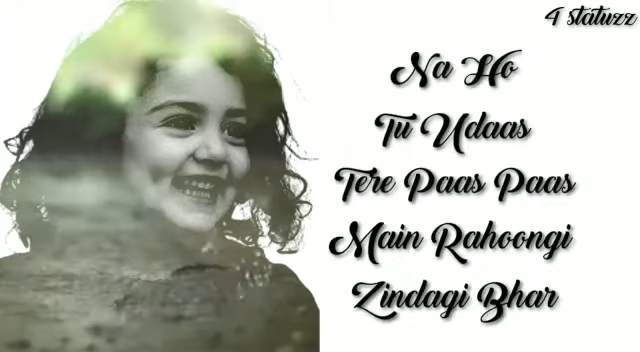 4 statuzz
Na Ho
Tu Udaas
Tere Paas Paas
Main Rahoongi
Zindagi Bhar